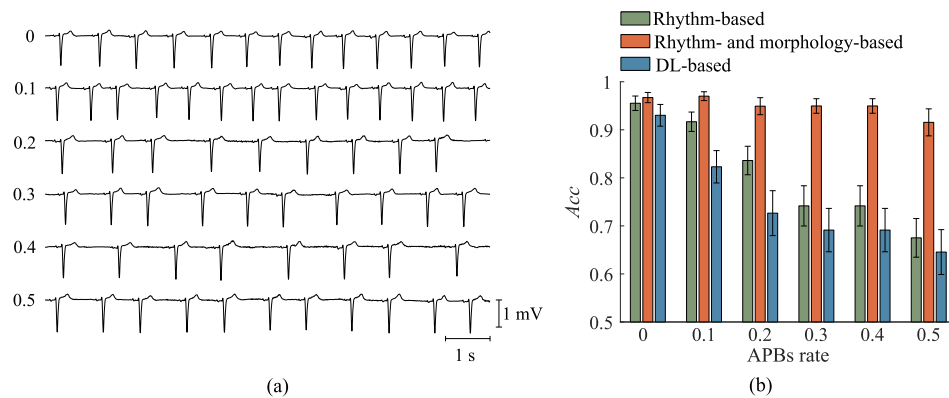 0
0.1
0.2
0.3
0.4
0.5
1 mV
1 s
(a)
(b)
Rhythm-based
Rhythm- and morphology-based
DL-based
1
0.9
0.8
0.7
0.6
0.5
Acc
0 0.1 0.2 0.3 0.4 0.5
APBs rate